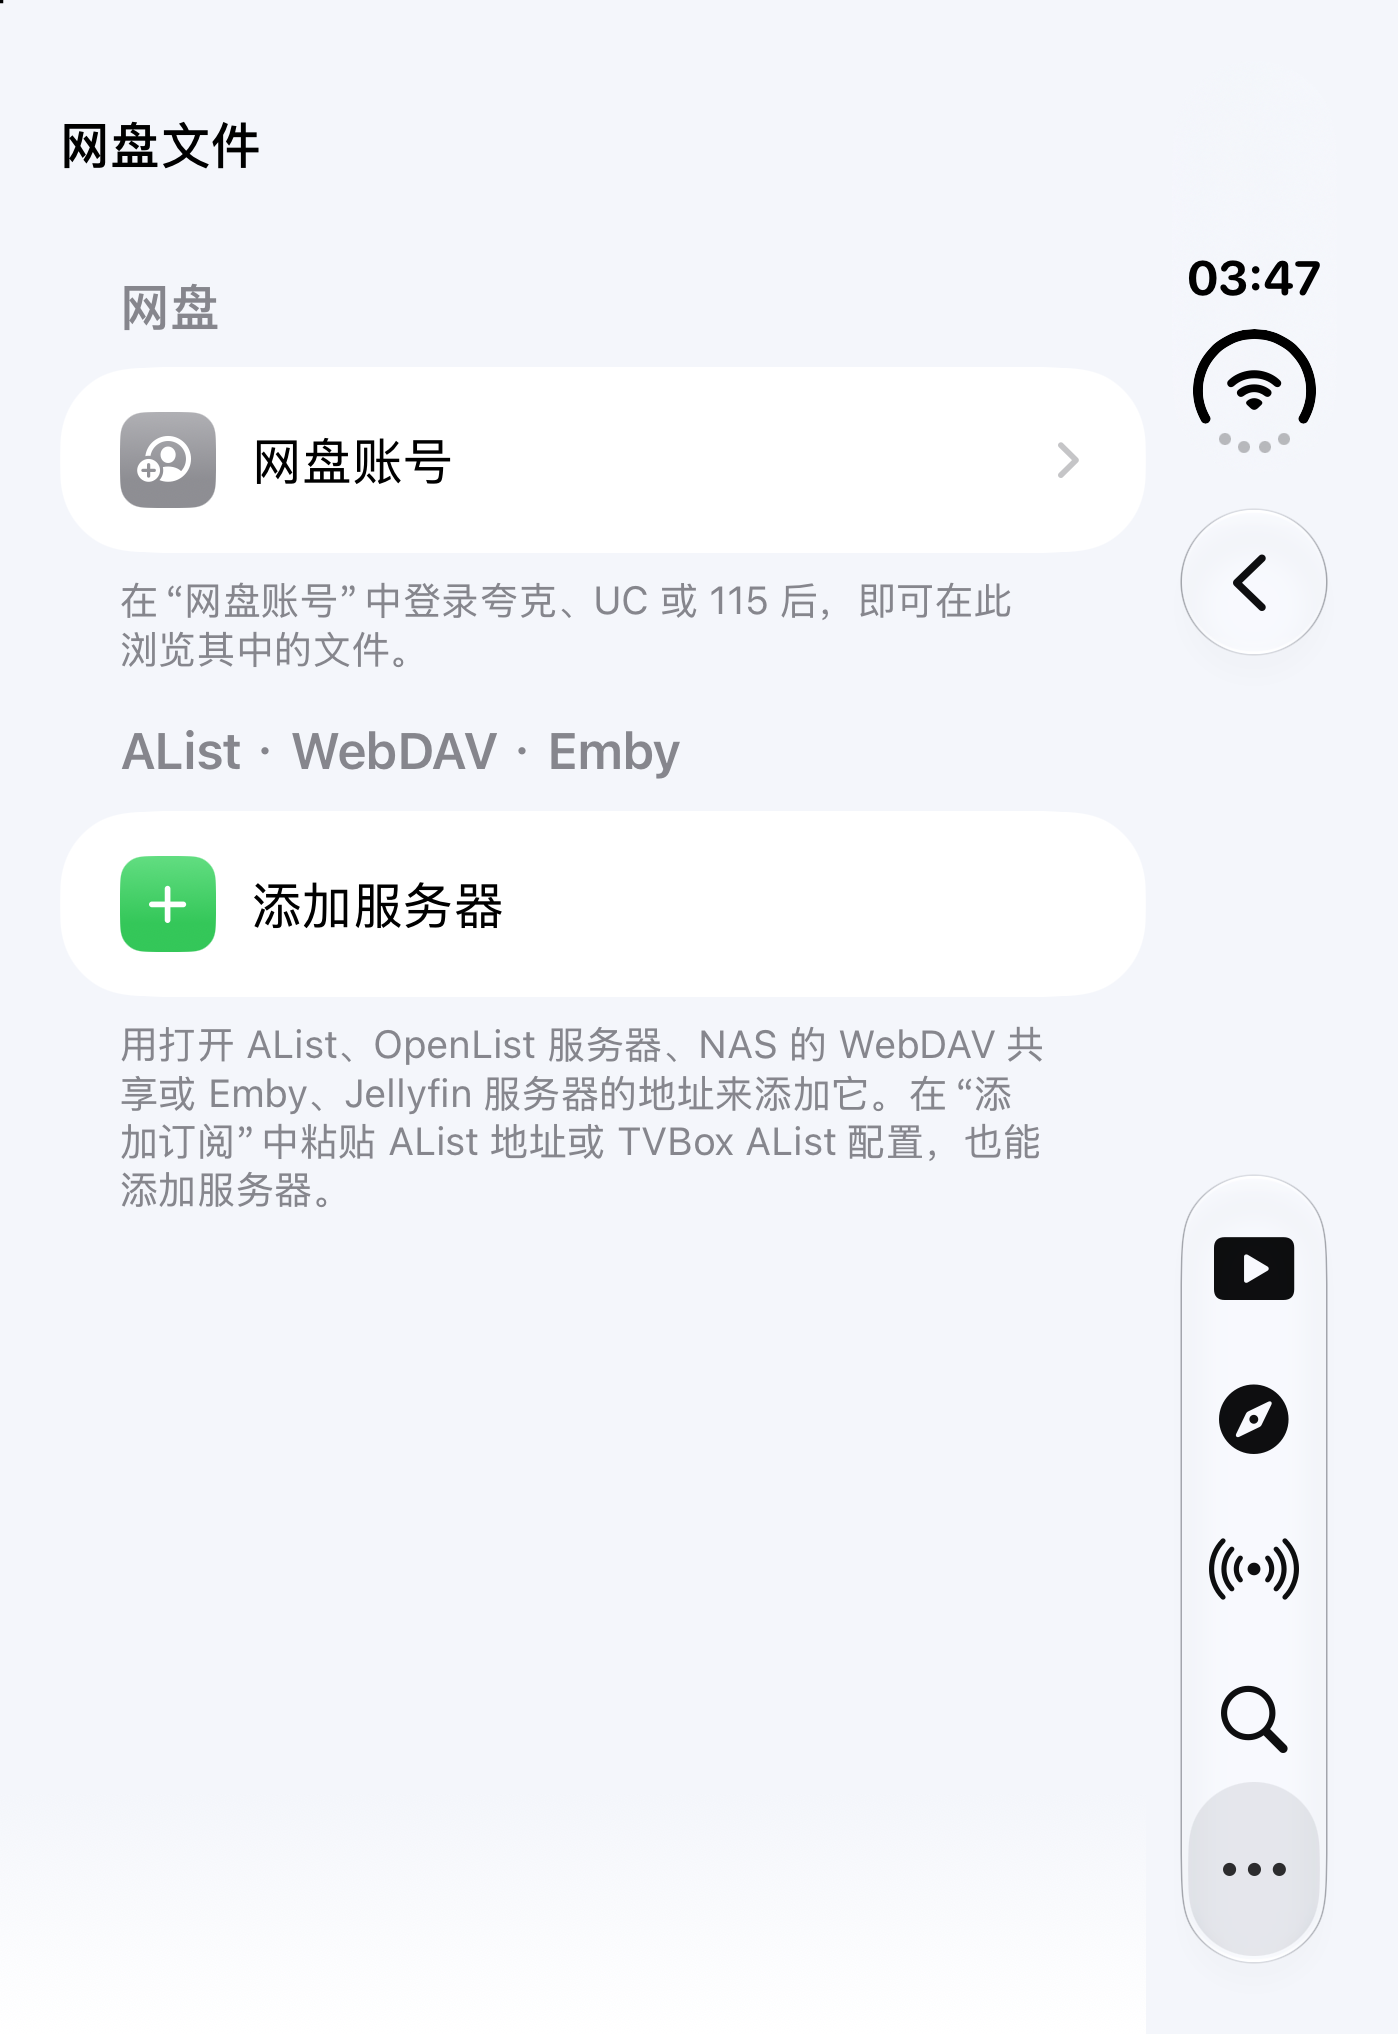 网盘文件
03:47
网盘
网盘账号
在“网盘账号”中登录夸克、UC 或 115 后，即可在此
浏览其中的文件。
AList · WebDAV · Emby
添加服务器
用打开 AList、OpenList 服务器、NAS 的 WebDAV 共
享或 Emby、Jellyfin 服务器的地址来添加它。在“添
加订阅”中粘贴 AList 地址或 TVBox AList 配置，也能
添加服务器。